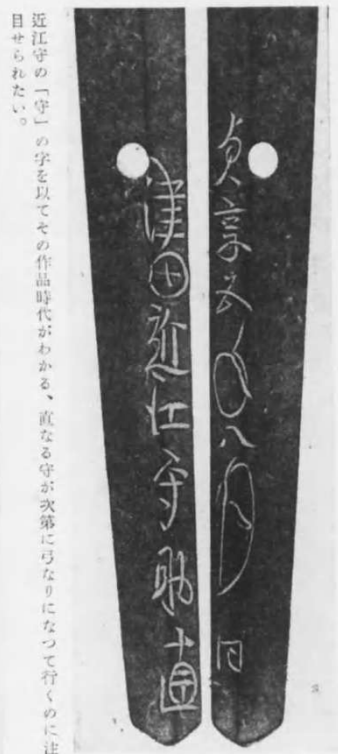 貞享五年八月日
津田近江守助直
近江守の「守」の字を以てその作品時代がわかる、直なる守が次第に弓なりになつて行くのに注
目せられたい。